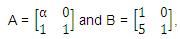 A = [α 0
1 1] and B = [1 0
5 1],